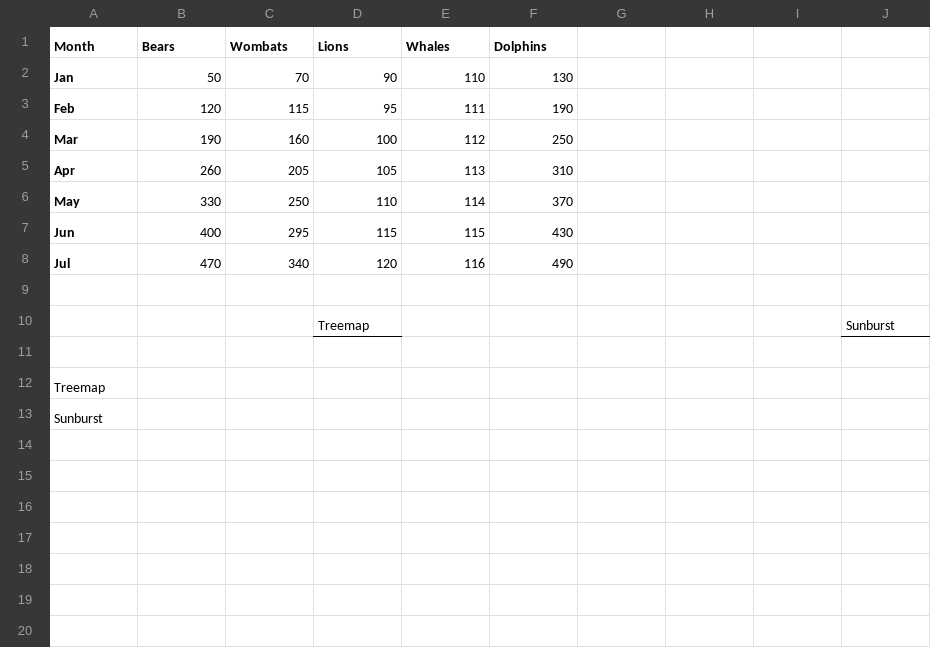 A B C D E F G H I J
1 Month Bears Wombats Lions Whales Dolphins
2 Jan 50 70 90 110 130
3 Feb 120 115 95 111 190
4 Mar 190 160 100 112 250
5 Apr 260 205 105 113 310
6 May 330 250 110 114 370
7 Jun 400 295 115 115 430
8 Jul 470 340 120 116 490
9
10 Treemap Sunburst
11
12 Treemap
13 Sunburst
14
15
16
17
18
19
20